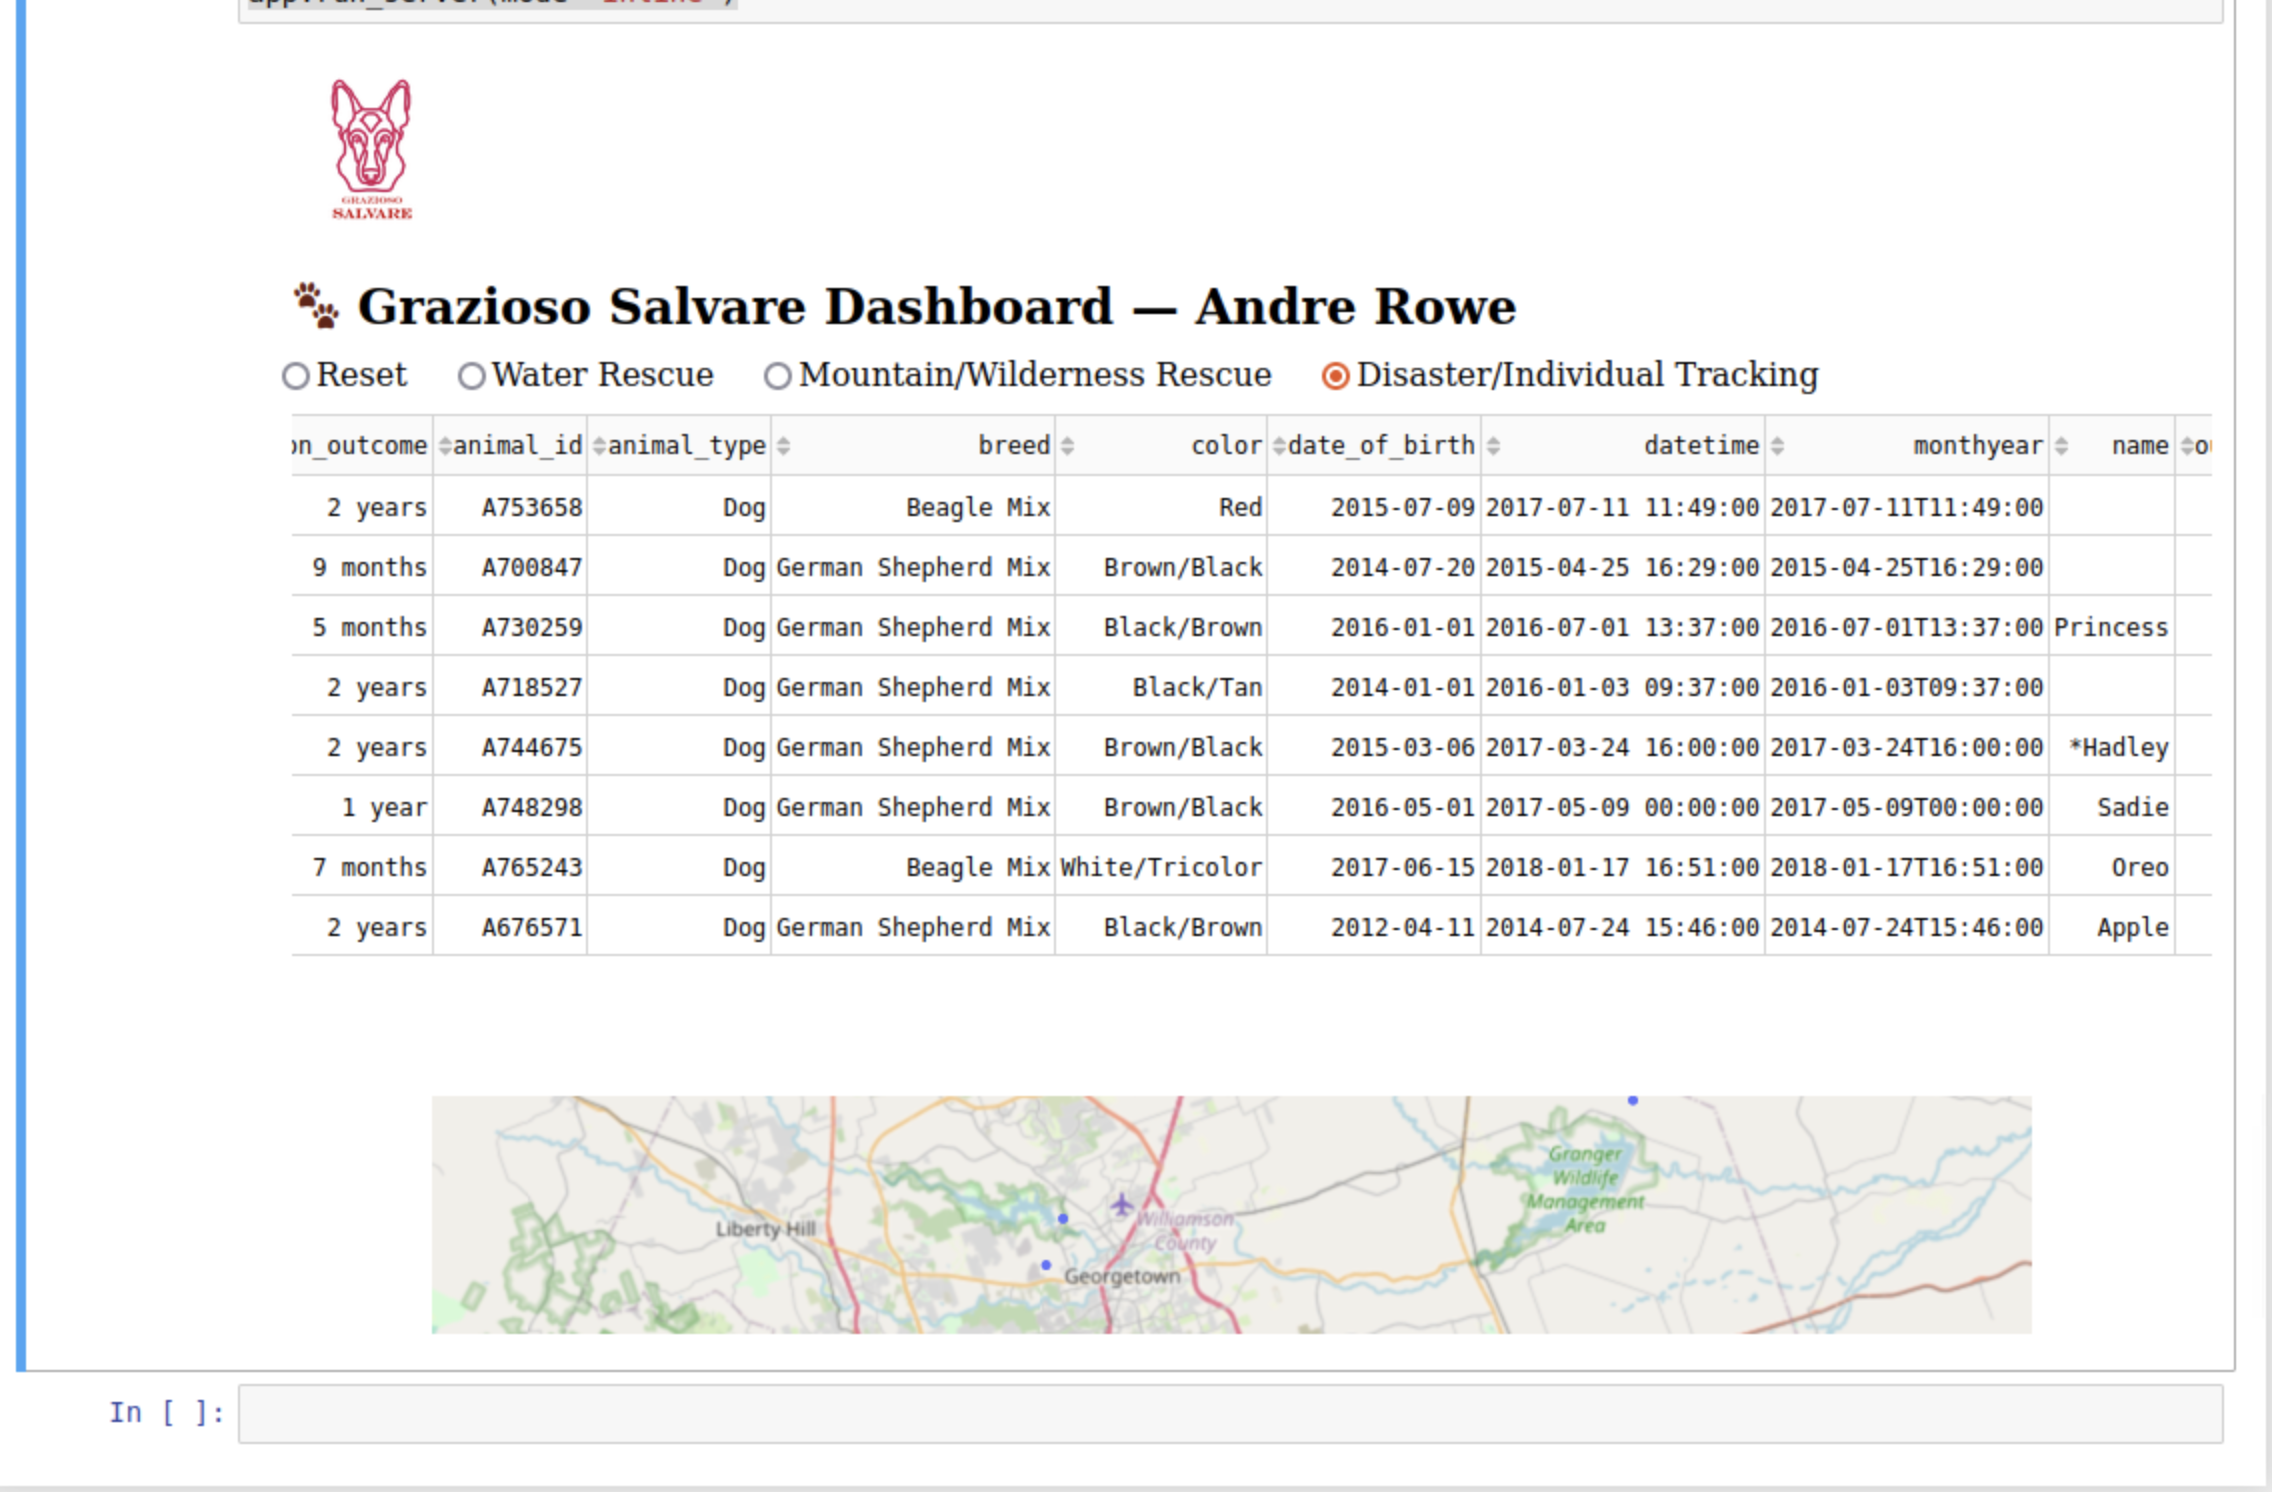 GRAZIOSO
SALVARE
🐾 Grazioso Salvare Dashboard — Andre Rowe
Reset Water Rescue Mountain/Wilderness Rescue Disaster/Individual Tracking
on_outcome animal_id animal_type breed color date_of_birth datetime monthyear name
2 years A753658 Dog Beagle Mix Red 2015-07-09 2017-07-11 11:49:00 2017-07-11T11:49:00
9 months A700847 Dog German Shepherd Mix Brown/Black 2014-07-20 2015-04-25 16:29:00 2015-04-25T16:29:00
5 months A730259 Dog German Shepherd Mix Black/Brown 2016-01-01 2016-07-01 13:37:00 2016-07-01T13:37:00 Princess
2 years A718527 Dog German Shepherd Mix Black/Tan 2014-01-01 2016-01-03 09:37:00 2016-01-03T09:37:00
2 years A744675 Dog German Shepherd Mix Brown/Black 2015-03-06 2017-03-24 16:00:00 2017-03-24T16:00:00 *Hadley
1 year A748298 Dog German Shepherd Mix Brown/Black 2016-05-01 2017-05-09 00:00:00 2017-05-09T00:00:00 Sadie
7 months A765243 Dog Beagle Mix White/Tricolor 2017-06-15 2018-01-17 16:51:00 2018-01-17T16:51:00 Oreo
2 years A676571 Dog German Shepherd Mix Black/Brown 2012-04-11 2014-07-24 15:46:00 2014-07-24T15:46:00 Apple
Granger
Wildlife
Management
Area
Liberty Hill
Williamson
County
Georgetown
In [ ]: